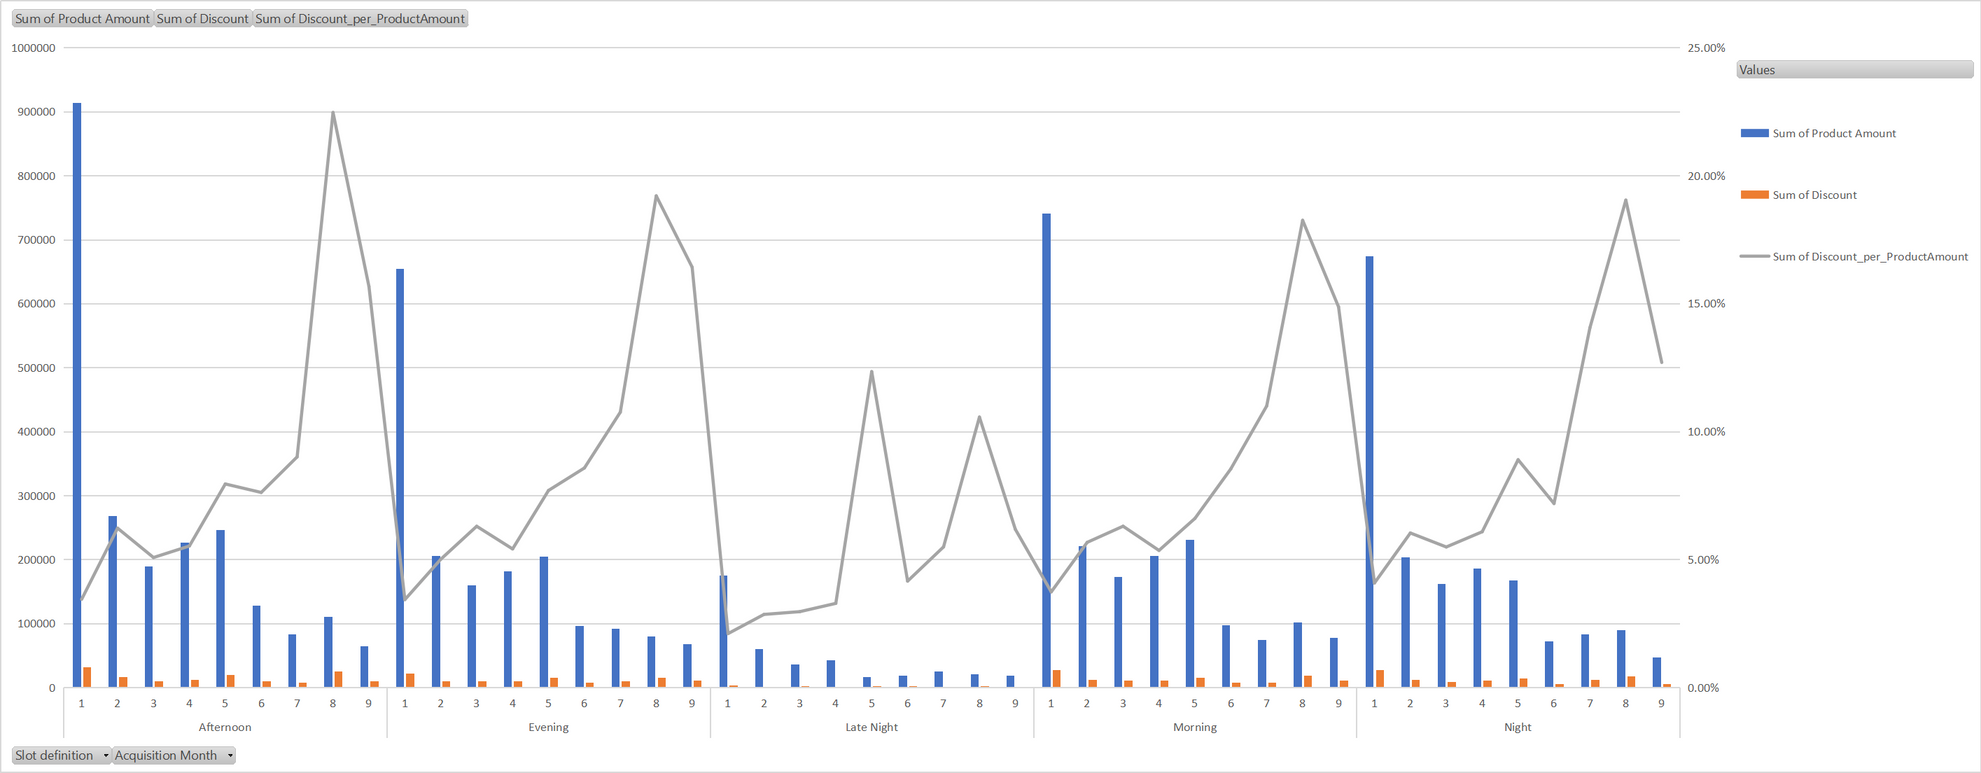 Sum of Product Amount Sum of Discount Sum of Discount_per_ProductAmount
1000000 25.00%
Values
900000
Sum of Product Amount
800000 20.00%
Sum of Discount
700000
Sum of Discount_per_ProductAmount
600000 15.00%
500000
400000 10.00%
300000
200000 5.00%
100000
0 0.00%
1 2 3 4 5 6 7 8 9 1 2 3 4 5 6 7 8 9 1 2 3 4 5 6 7 8 9 1 2 3 4 5 6 7 8 9 1 2 3 4 5 6 7 8 9
Afternoon Evening Late Night Morning Night
Slot definition Acquisition Month